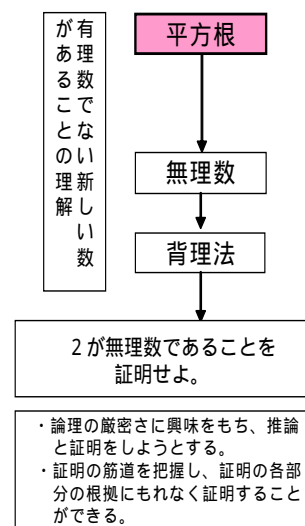 有理数でない新しい数
があることの理解
平方根
無理数
背理法
2が無理数であることを
証明せよ。
・論理の厳密さに興味をもち、推論
と証明をしようとする。
・証明の筋道を把握し、証明の各部
分の根拠にもれなく証明すること
ができる。